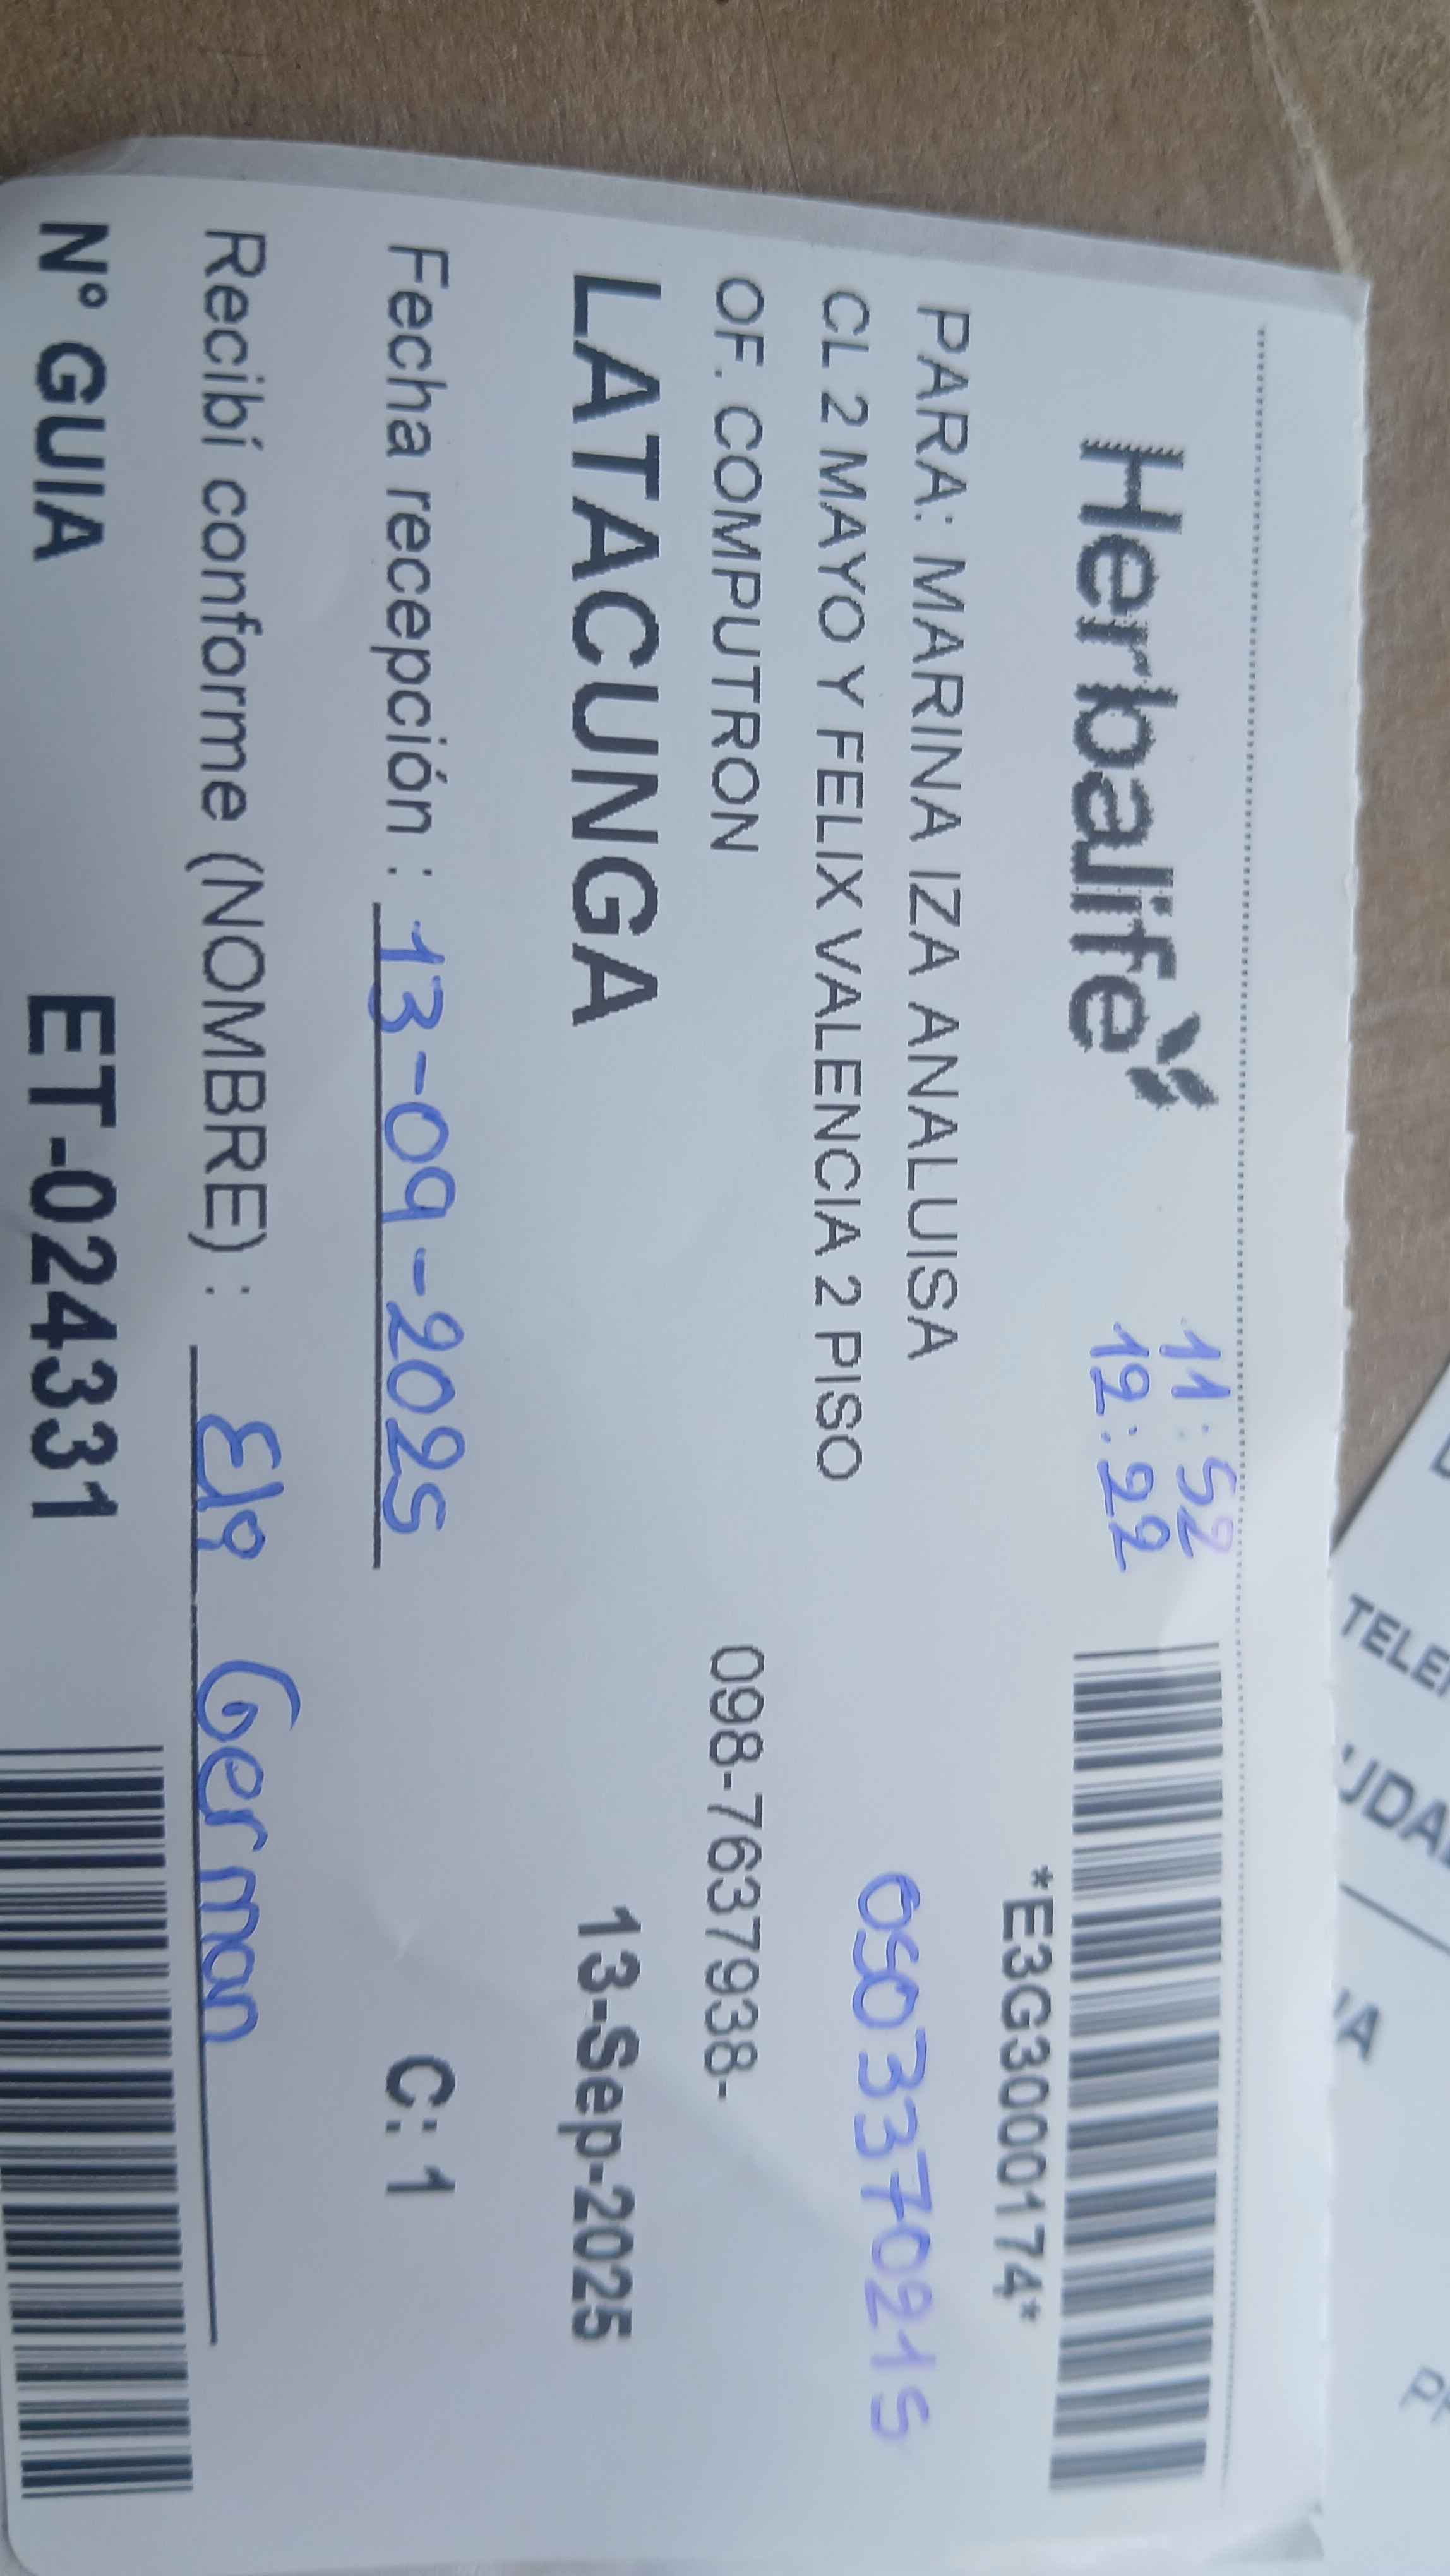 Herbalife
11:52
12:22
*E3G3000174*
PARA: MARINA IZA ANALUISA
0503370215
CL 2 MAYO Y FELIX VALENCIA 2 PISO
OF. COMPUTRON 098-7637938-
LATACUNGA 13-Sep-2025
Fecha recepción : 13-09-2025 C: 1
Recibí conforme (NOMBRE) : German
N° GUIA ET-024331